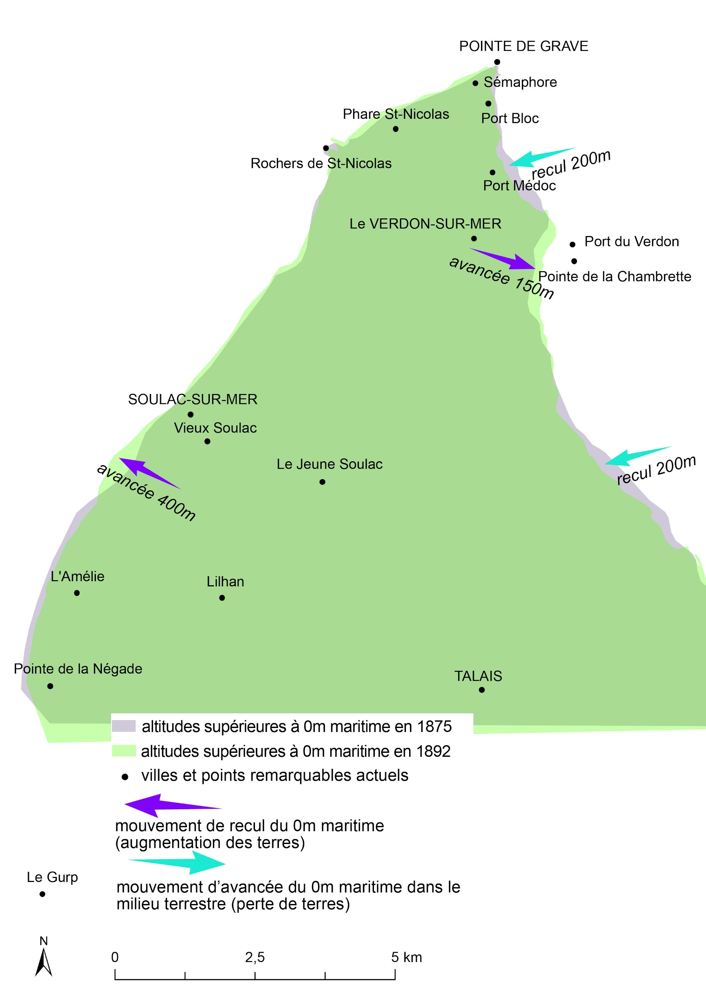 POINTE DE GRAVE
Sémaphore
Phare St-Nicolas
Port Bloc
Rochers de St-Nicolas
recul 200m
Port Médoc
Le VERDON-SUR-MER
Port du Verdon
avancée 150m
Pointe de la Chambrette
SOULAC-SUR-MER
Vieux Soulac
Le Jeune Soulac
recul 200m
avancée 400m
L'Amélie
Lilhan
Pointe de la Négade
TALAIS
altitudes supérieures à 0m maritime en 1875
altitudes supérieures à 0m maritime en 1892
villes et points remarquables actuels
mouvement de recul du 0m maritime
(augmentation des terres)
Le Gurp
mouvement d’avancée du 0m maritime dans le
milieu terrestre (perte de terres)
N
0 2,5 5 km